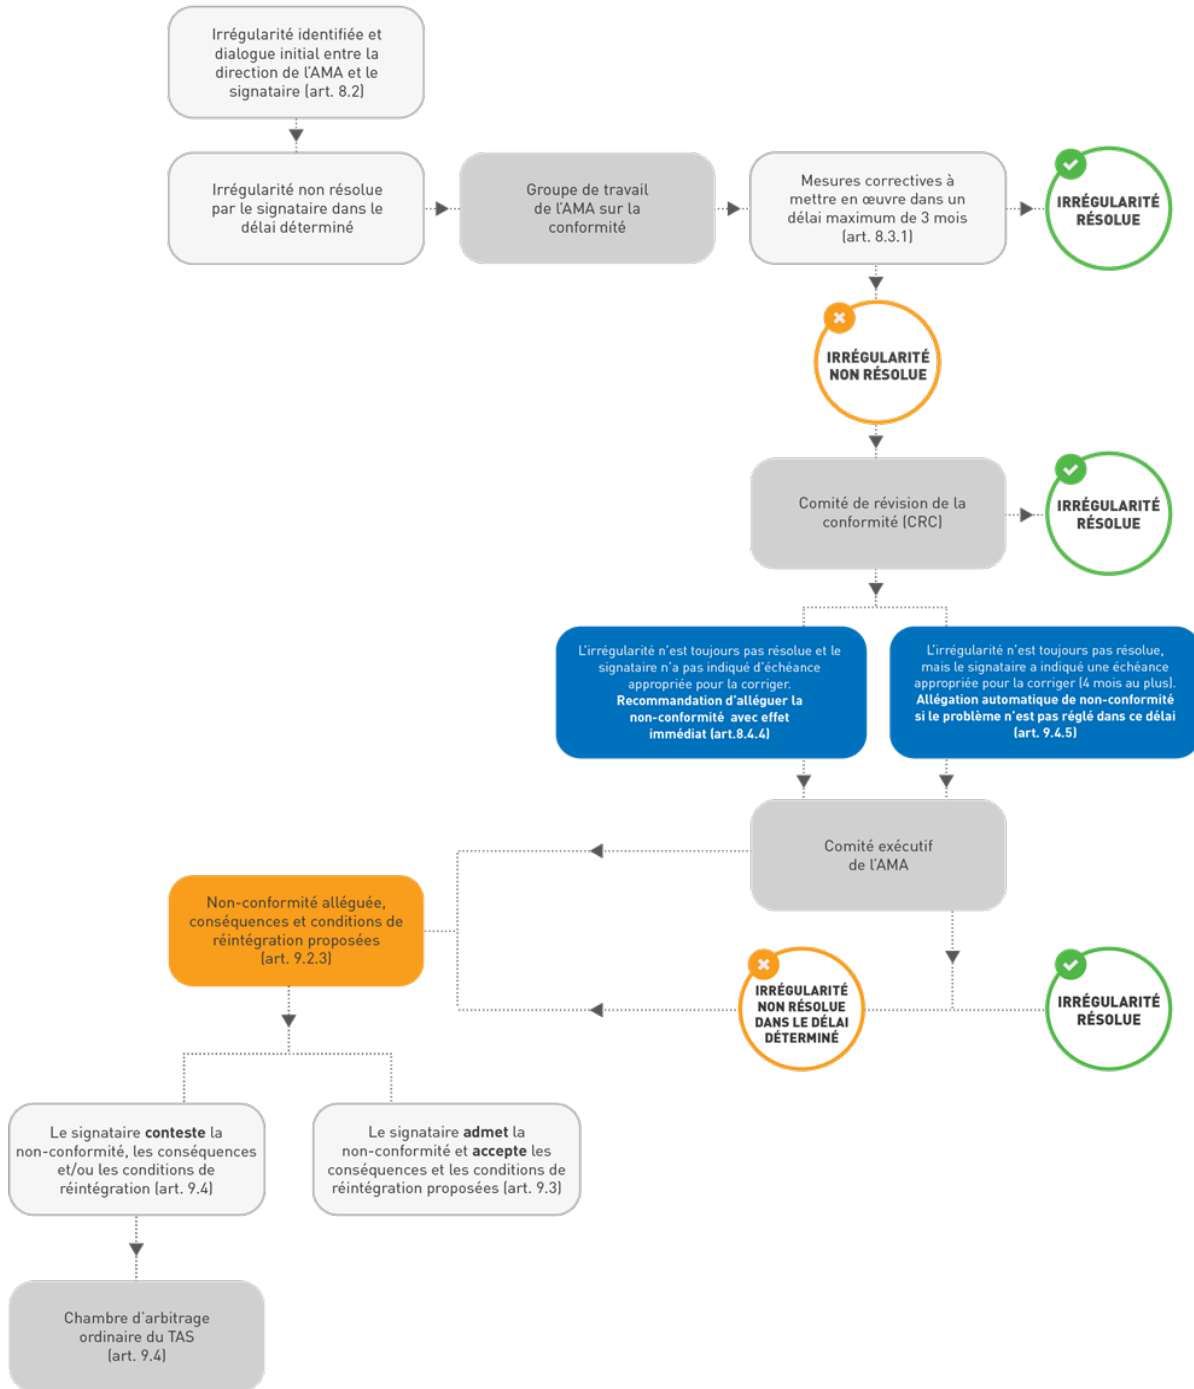 Irrégularité identifiée et
dialogue initial entre la
direction de l'AMA et le
signataire (art. 8.2)
Irrégularité non résolue
par le signataire dans le
délai déterminé
Groupe de travail
de l'AMA sur la
conformité
Mesures correctives à
mettre en œuvre dans un
délai maximum de 3 mois
(art. 8.3.1)
IRRÉGULARITÉ
RÉSOLUE
IRRÉGULARITÉ
NON RÉSOLUE
Comité de révision de la
conformité (CRC)
IRRÉGULARITÉ
RÉSOLUE
L'irrégularité n'est toujours pas résolue et le
signataire n'a pas indiqué d'échéance
appropriée pour la corriger.
Recommandation d'alléguer la
non-conformité avec effet
immédiat (art.8.4.4)
L'irrégularité n'est toujours pas résolue,
mais le signataire a indiqué une échéance
appropriée pour la corriger (4 mois au plus).
Allégation automatique de non-conformité
si le problème n'est pas réglé dans ce délai
(art. 9.4.5)
Comité exécutif
de l'AMA
Non-conformité alléguée,
conséquences et conditions de
réintégration proposées
(art. 9.2.3)
IRRÉGULARITÉ
NON RÉSOLUE
DANS LE DÉLAI
DÉTERMINÉ
IRRÉGULARITÉ
RÉSOLUE
Le signataire conteste la
non-conformité, les conséquences
et/ou les conditions de
réintégration (art. 9.4)
Le signataire admet la
non-conformité et accepte les
conséquences et les conditions de
réintégration proposées (art. 9.3)
Chambre d'arbitrage
ordinaire du TAS
(art. 9.4)